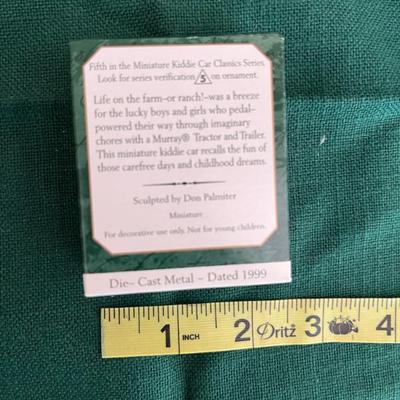 Fifth in the Miniature Kiddie Car Classics Series.
Look for series verification 5 on ornament.
Life on the farm–or ranch!–was a breeze
for the lucky boys and girls who pedal–
powered their way through imaginary
chores with a Murray® Tractor and Trailer.
This miniature kiddie car recalls the fun of
those carefree days and childhood dreams.
Sculpted by Don Palmiter
Miniature
For decorative use only. Not for young children.
Die~ Cast Metal ~ Dated 1999
1 INCH 2 Dritz 3 4